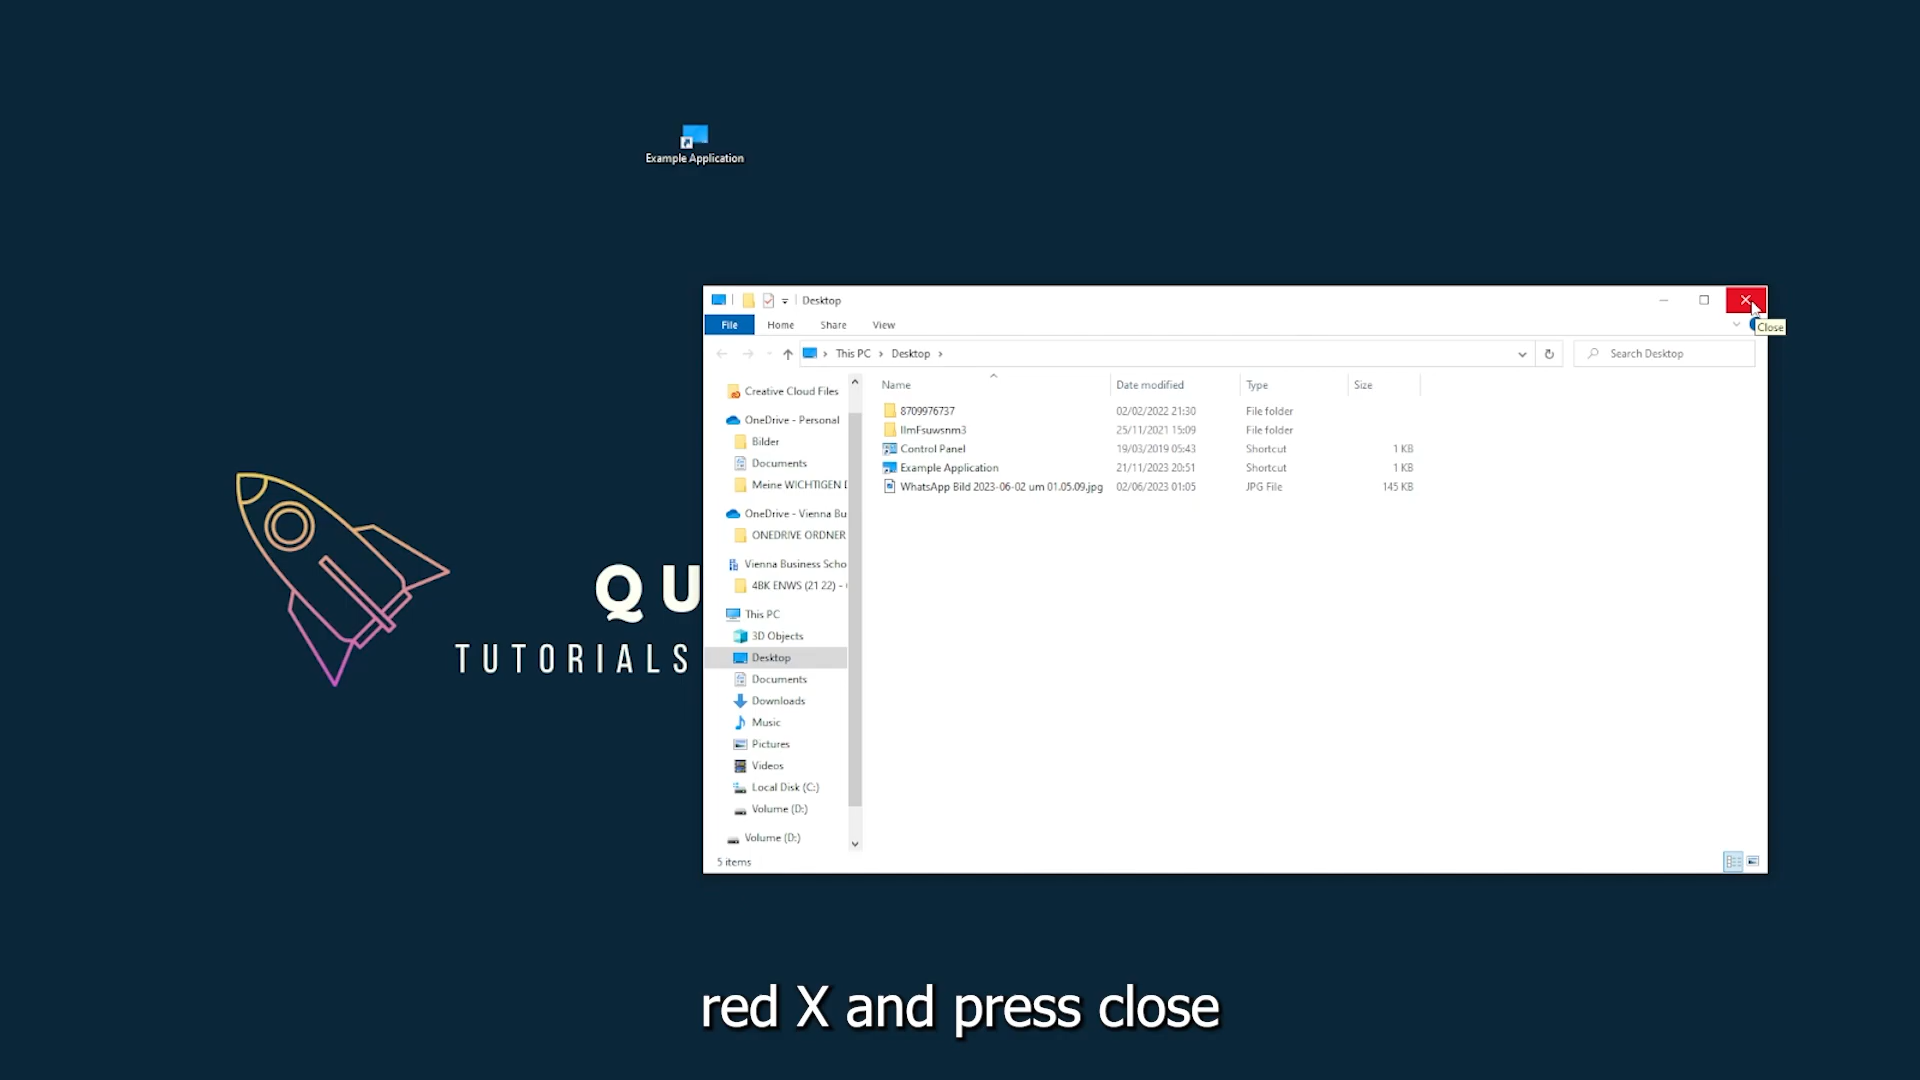 Example Application
QU
TUTORIALS
Desktop
Close
File Home Share View
This PC Desktop
Search Desktop
Name Date modified Type Size
8709976737 02/02/2022 21:30 File folder
25/11/2021 15:09 File folder
Control Panel 19/03/2019 05:43 Shortcut 1 KB
Example Application 21/11/2023 20:51 Shortcut 1 KB
WhatsApp Bild 2023-06-02 um 01.05.09.jpg 02/06/2023 01:05 JPG File 145 KB
Creative Cloud Files
OneDrive - Personal
Bilder
Documents
Meine WICHTIGEN D
OneDrive - Vienna Bu
ONEDRIVE ORDNER
Vienna Business Scho
4BK ENWS (21 22) -
This PC
3D Objects
Desktop
Documents
Downloads
Music
Pictures
Videos
Local Disk (C:)
Volume (D:)
Volume (D:)
5 items
red X and press close